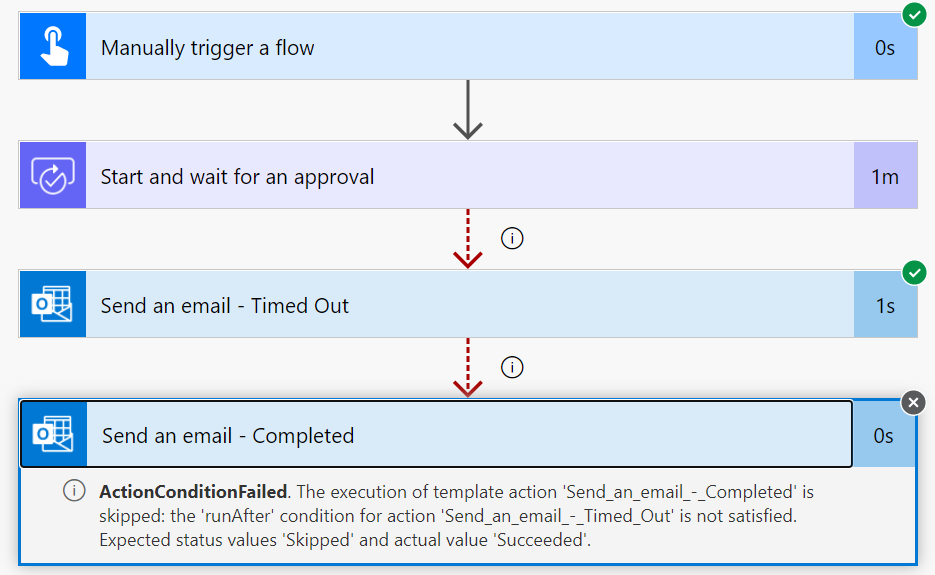 Manually trigger a flow
0s
Start and wait for an approval
1m
Send an email - Timed Out
1s
Send an email - Completed
0s
ActionConditionFailed. The execution of template action 'Send_an_email_-_Completed' is
skipped: the 'runAfter' condition for action 'Send_an_email_-_Timed_Out' is not satisfied.
Expected status values 'Skipped' and actual value 'Succeeded'.